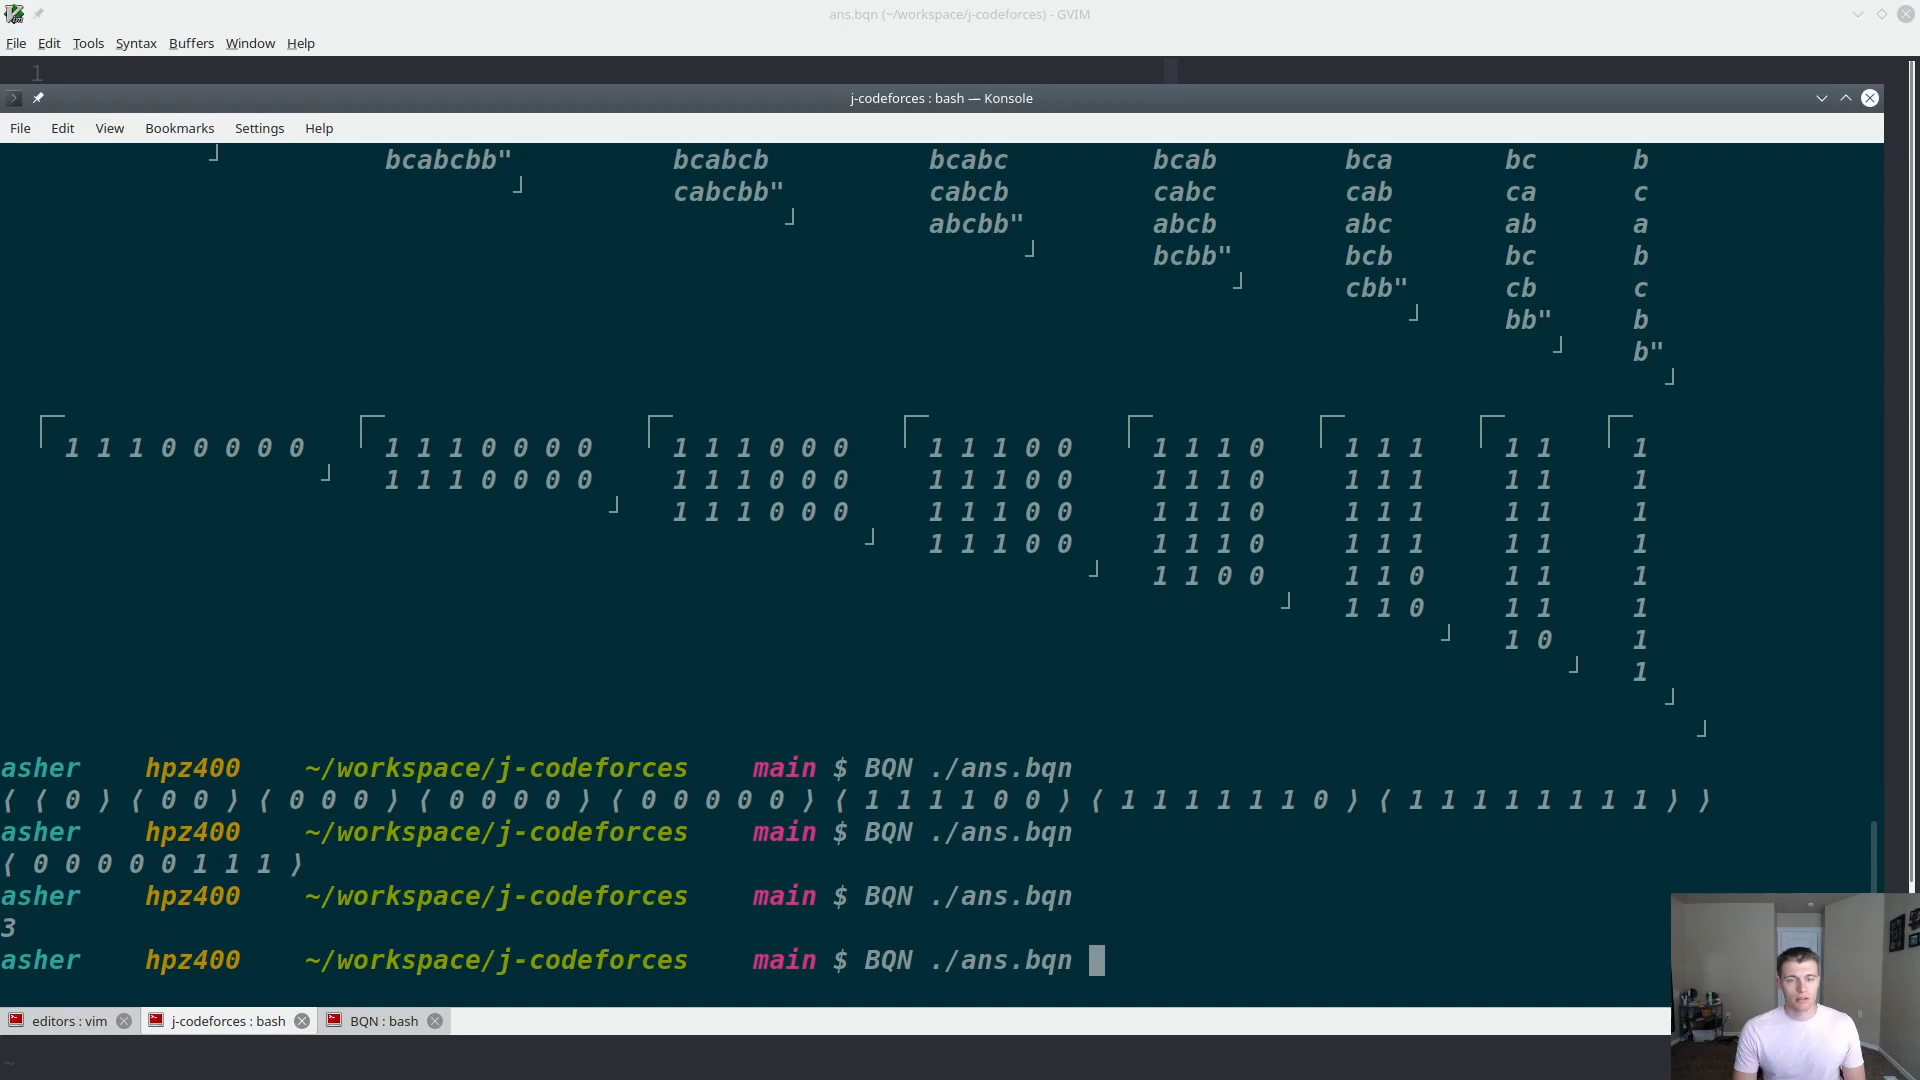 ans.bqn (~/workspace/j-codeforces) - GVIM
File Edit Tools Syntax Buffers Window Help
1
j-codeforces : bash — Konsole
File Edit View Bookmarks Settings Help
┘ bcabcbb" bcabcb bcabc bcab bca bc b
┘ cabcbb" cabcb cabc cab ca c
┘ abcbb" abcb abc ab a
┘ bcbb" bcb bc b
┘ cbb" cb c
┘ bb" b
┘ b"
┘
┌─ ┌─ ┌─ ┌─ ┌─ ┌─ ┌─ ┌─
1 1 1 0 0 0 0 0 1 1 1 0 0 0 0 1 1 1 0 0 0 1 1 1 0 0 1 1 1 0 1 1 1 1 1 1
┘ 1 1 1 0 0 0 0 1 1 1 0 0 0 1 1 1 0 0 1 1 1 0 1 1 1 1 1 1
┘ 1 1 1 0 0 0 1 1 1 0 0 1 1 1 0 1 1 1 1 1 1
┘ 1 1 1 0 0 1 1 1 0 1 1 1 1 1 1
┘ 1 1 0 0 1 1 0 1 1 1
┘ 1 1 0 1 1 1
┘ 1 0 1
┘ 1
┘
┘
asher hpz400 ~/workspace/j-codeforces main $ BQN ./ans.bqn
⟨ ⟨ 0 ⟩ ⟨ 0 0 ⟩ ⟨ 0 0 0 ⟩ ⟨ 0 0 0 0 ⟩ ⟨ 0 0 0 0 0 ⟩ ⟨ 1 1 1 1 0 0 ⟩ ⟨ 1 1 1 1 1 1 0 ⟩ ⟨ 1 1 1 1 1 1 1 1 ⟩ ⟩
asher hpz400 ~/workspace/j-codeforces main $ BQN ./ans.bqn
⟨ 0 0 0 0 0 1 1 1 ⟩
asher hpz400 ~/workspace/j-codeforces main $ BQN ./ans.bqn
3
asher hpz400 ~/workspace/j-codeforces main $ BQN ./ans.bqn
editors : vim j-codeforces : bash BQN : bash
~